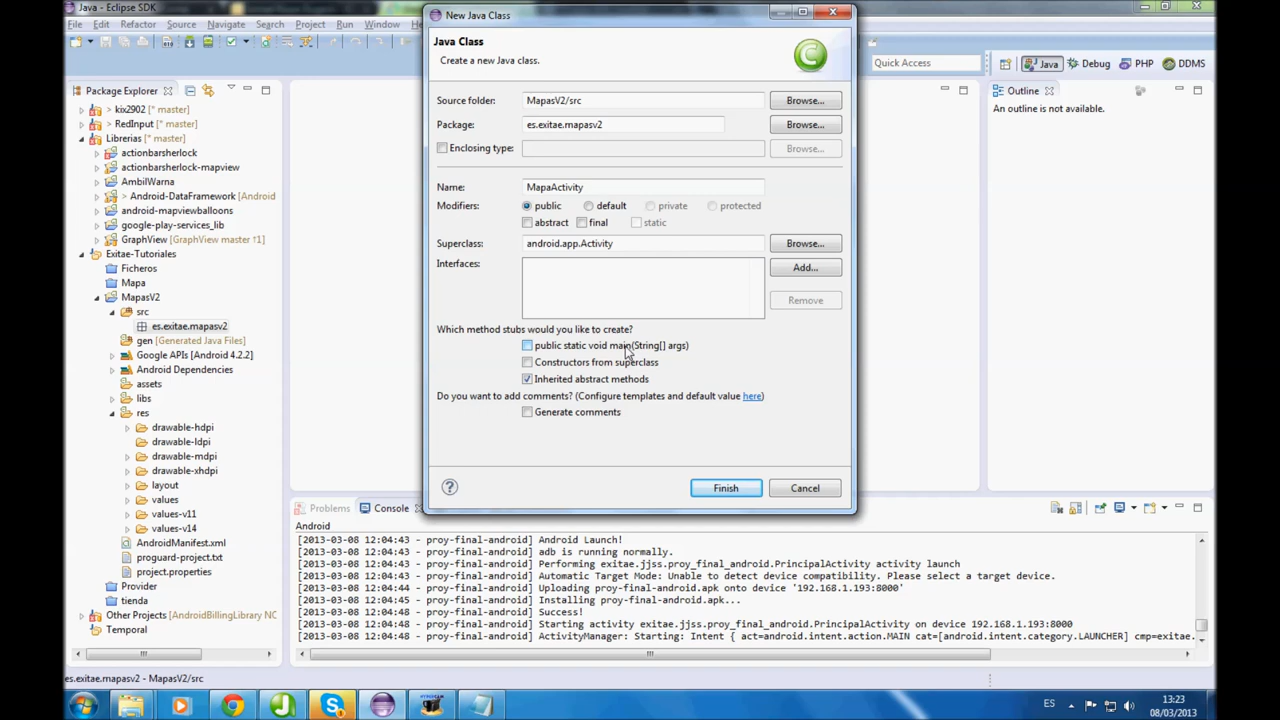 Java - Eclipse SDK
File Edit Refactor Source Navigate Search Project Run Window
Quick Access
Java Debug PHP DDMS
Package Explorer
kix2902 [* master]
RedInput [* master]
Librerias [* master]
actionbarsherlock
actionbarsherlock-mapview
AmbilWarna
> Android-DataFramework [Android
android-mapviewballoons
google-play-services_lib
GraphView [GraphView master ↑1]
Exitae-Tutoriales
Ficheros
Mapa
MapasV2
src
es.exitae.mapasv2
gen [Generated Java Files]
Google APIs [Android 4.2.2]
Android Dependencies
assets
libs
res
drawable-hdpi
drawable-ldpi
drawable-mdpi
drawable-xhdpi
layout
values
values-v11
values-v14
AndroidManifest.xml
proguard-project.txt
project.properties
Provider
tienda
Other Projects [AndroidBillingLibrary NC
Temporal
New Java Class
Java Class
Create a new Java class.
Source folder: MapasV2/src Browse...
Package: es.exitae.mapasv2 Browse...
Enclosing type: Browse...
Name: MapaActivity
Modifiers: public default private protected
abstract final static
Superclass: android.app.Activity Browse...
Interfaces: Add...
Remove
Which method stubs would you like to create?
public static void main(String[] args)
Constructors from superclass
Inherited abstract methods
Do you want to add comments? (Configure templates and default value here)
Generate comments
Finish Cancel
Outline
An outline is not available.
Problems Console
Android
[2013-03-08 12:04:43 - proy-final-android] Android Launch!
[2013-03-08 12:04:43 - proy-final-android] adb is running normally.
[2013-03-08 12:04:43 - proy-final-android] Performing exitae.jjss.proy_final_android.PrincipalActivity activity launch
[2013-03-08 12:04:43 - proy-final-android] Automatic Target Mode: Unable to detect device compatibility. Please select a target device.
[2013-03-08 12:04:44 - proy-final-android] Uploading proy-final-android.apk onto device '192.168.1.193:8000'
[2013-03-08 12:04:45 - proy-final-android] Installing proy-final-android.apk...
[2013-03-08 12:04:48 - proy-final-android] Success!
[2013-03-08 12:04:48 - proy-final-android] Starting activity exitae.jjss.proy_final_android.PrincipalActivity on device 192.168.1.193:8000
[2013-03-08 12:04:48 - proy-final-android] ActivityManager: Starting: Intent { act=android.intent.action.MAIN cat=[android.intent.category.LAUNCHER] cmp=exitae.
es.exitae.mapasv2 - MapasV2/src
ES
13:23
08/03/2013